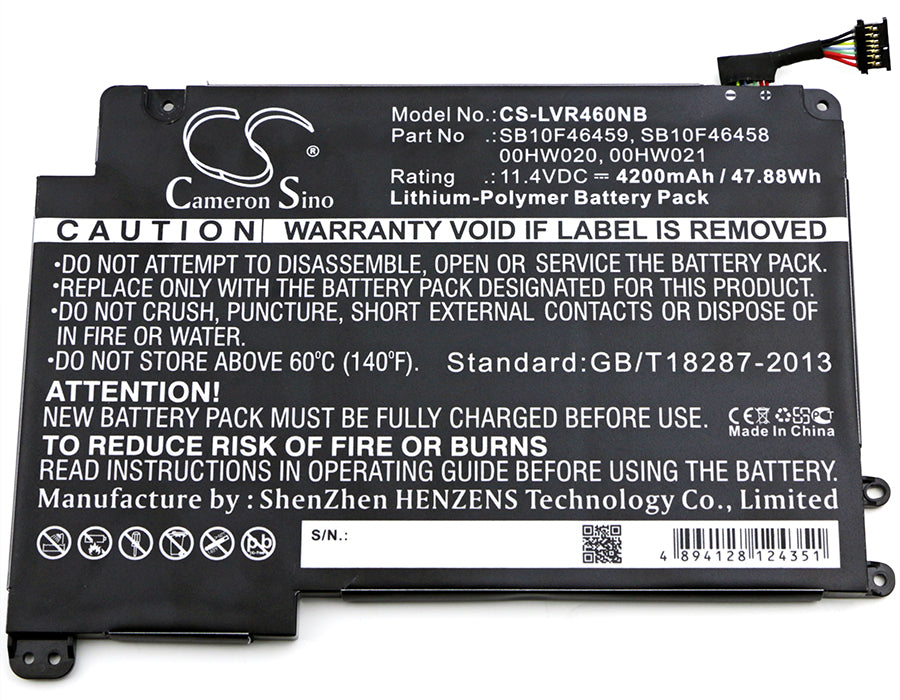 CS
®
Cameron Sino
Model No.:CS-LVR460NB
Part No :SB10F46459, SB10F46458
00HW020, 00HW021
Rating :11.4VDC ⎓ 4200mAh / 47.88Wh
Lithium-Polymer Battery Pack
⊖ +
CAUTION WARRANTY VOID IF LABEL IS REMOVED
•DO NOT ATTEMPT TO DISASSEMBLE, OPEN OR SERVICE THE BATTERY PACK.
•REPLACE ONLY WITH THE BATTERY PACK DESIGNATED FOR THIS PRODUCT.
•DO NOT CRUSH, PUNCTURE, SHORT EXTERNAL CONTACTS OR DISPOSE OF
IN FIRE OR WATER.
•DO NOT STORE ABOVE 60ºC (140ºF). Standard:GB/T18287-2013
ATTENTION!
NEW BATTERY PACK MUST BE FULLY CHARGED BEFORE USE.
CE
Made In China
TO REDUCE RISK OF FIRE OR BURNS
READ INSTRUCTIONS IN OPERATING GUIDE BEFORE USING THE BATTERY.
Manufacture by : ShenZhen HENZENS Technology Co., Limited
Pb
S/N.:
4 894128 124351